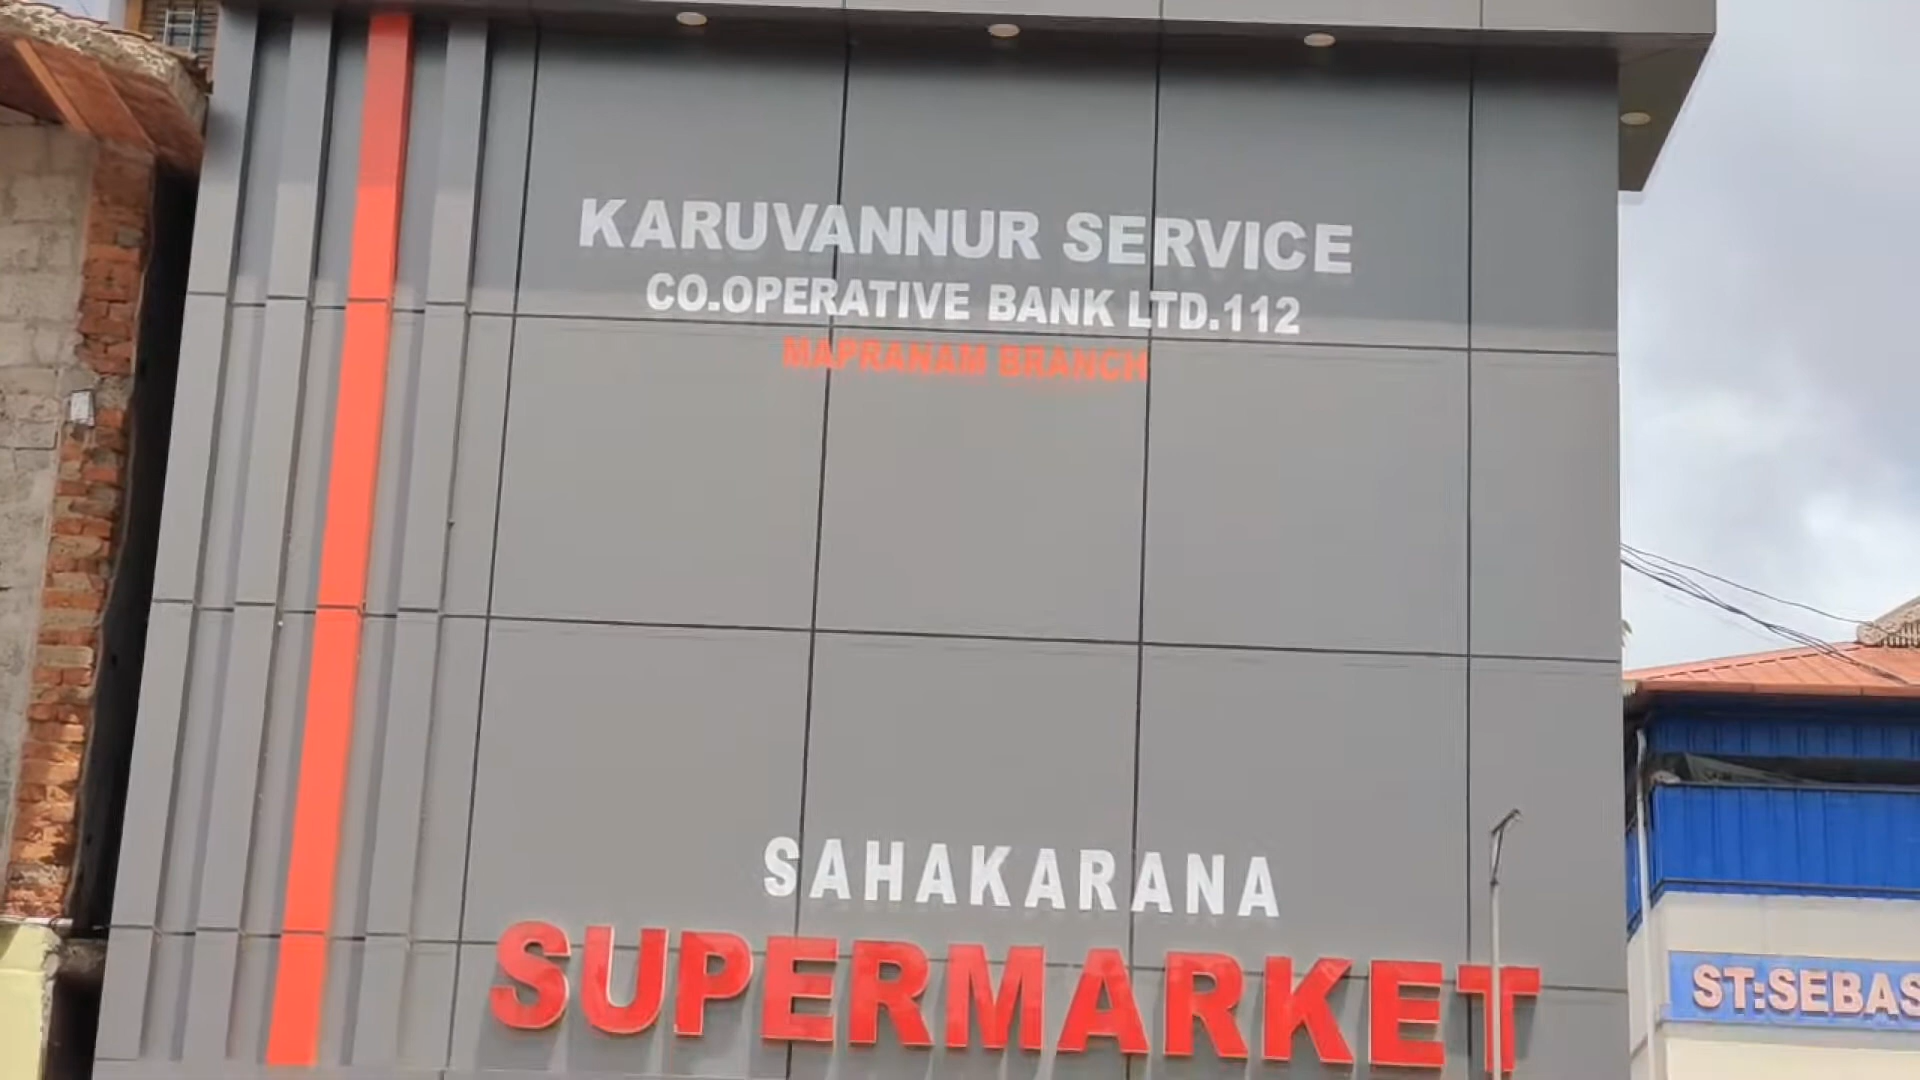 KARUVANNUR SERVICE
CO.OPERATIVE BANK LTD.112
MAPRANAM BRANCH
SAHAKARANA
SUPERMARKET
ST:SEBAS